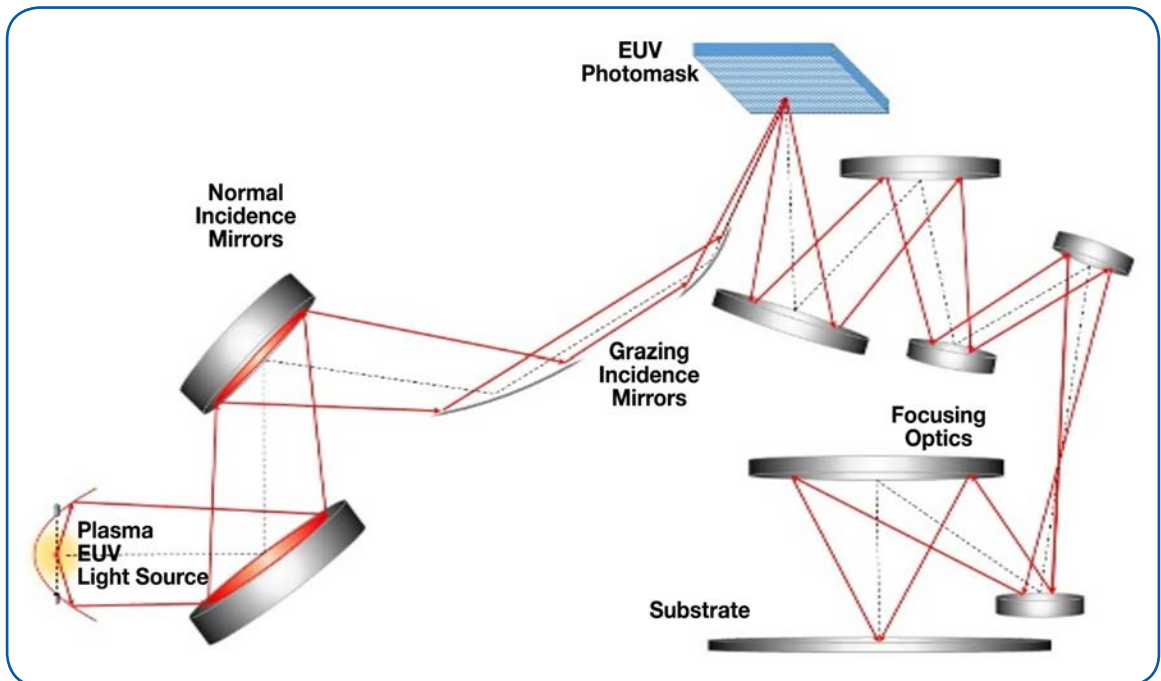 EUV
Photomask
Normal
Incidence
Mirrors
Grazing
Incidence
Mirrors
Focusing
Optics
Plasma
EUV
Light Source
Substrate